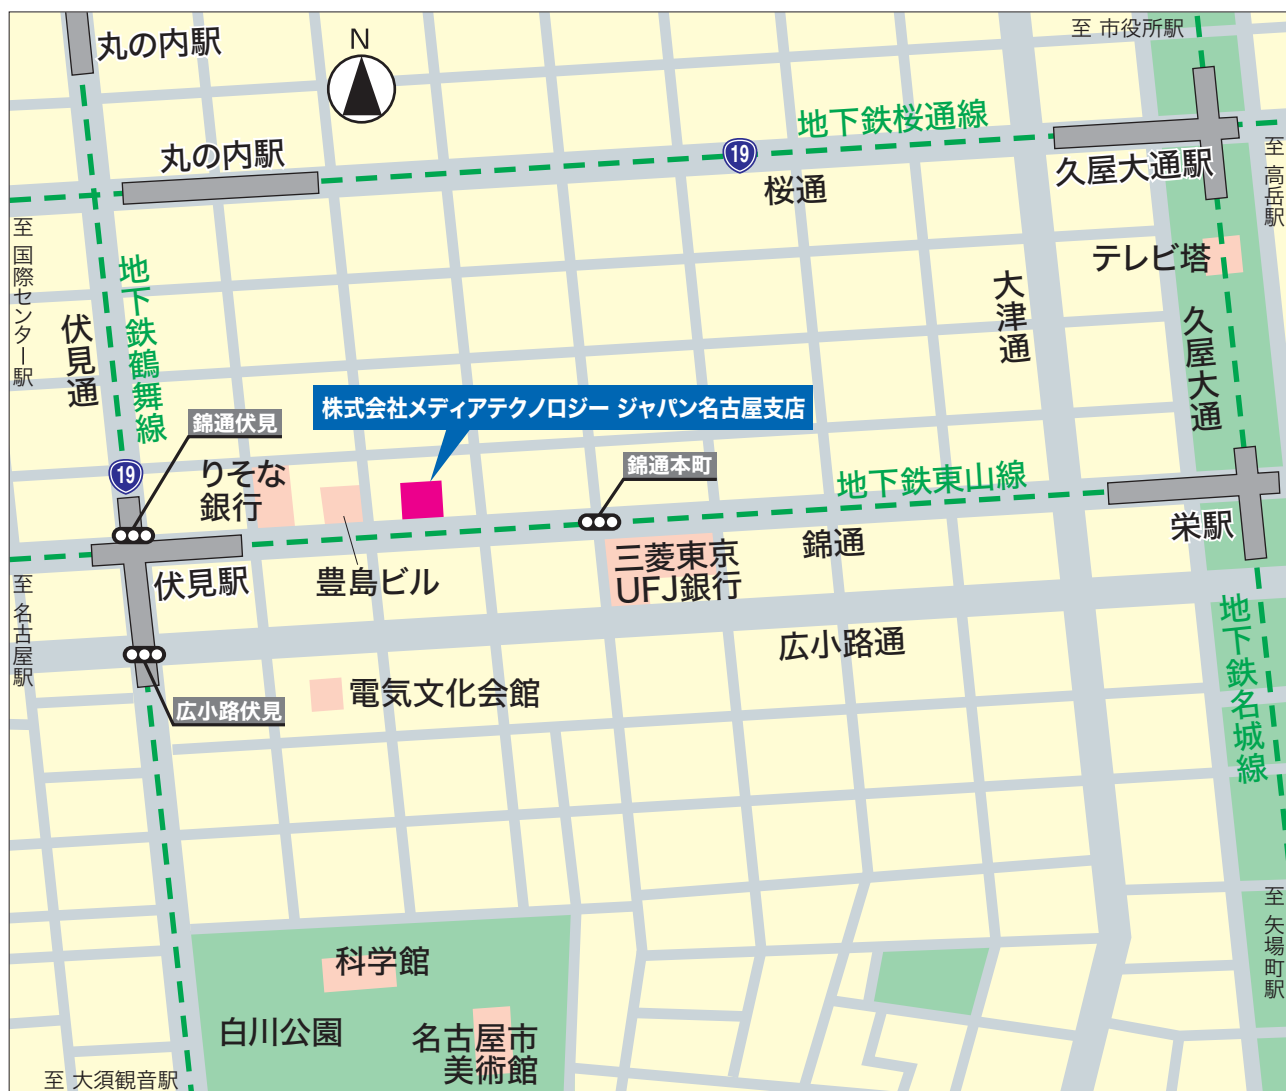 丸の内駅
N
至 市役所駅
地下鉄桜通線
丸の内駅
19
桜通
久屋大通駅
至 高岳駅
至 国際センター駅
地下鉄鶴舞線
伏見通
テレビ塔
大津通
久屋大通
株式会社メディアテクノロジー ジャパン名古屋支店
錦通伏見
19
りそな
銀行
錦通本町
地下鉄東山線
栄駅
錦通
三菱東京
UFJ銀行
伏見駅
豊島ビル
至 名古屋駅
広小路通
地下鉄名城線
電気文化会館
広小路伏見
至 矢場町駅
科学館
白川公園
名古屋市
美術館
至 大須観音駅